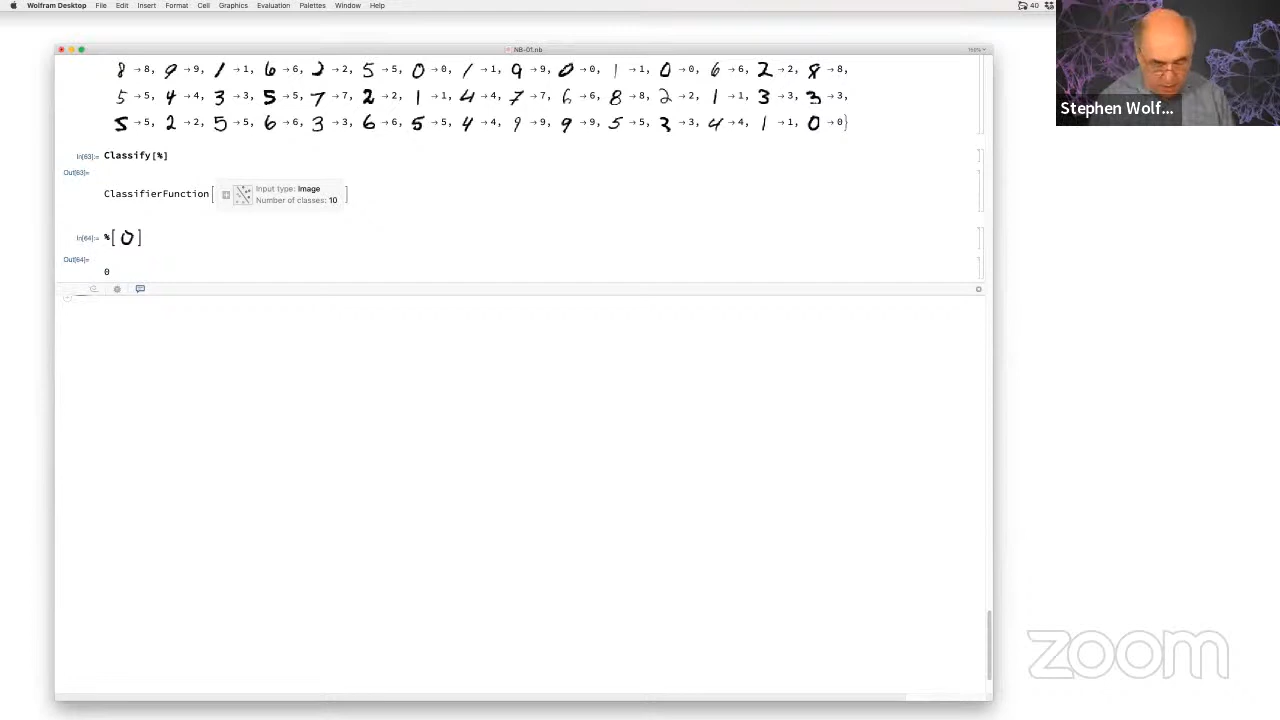 Wolfram Desktop File Edit Insert Format Cell Graphics Evaluation Palettes Window Help
40
NB-01.nb
150%
8 → 8, 9 → 9, 1 → 1, 6 → 6, 2 → 2, 5 → 5, 0 → 0, 1 → 1, 9 → 9, 0 → 0, 1 → 1, 0 → 0, 6 → 6, 2 → 2, 8 → 8,
5 → 5, 4 → 4, 3 → 3, 5 → 5, 7 → 7, 2 → 2, 1 → 1, 4 → 4, 7 → 7, 6 → 6, 8 → 8, 2 → 2, 1 → 1, 3 → 3, 3 → 3,
5 → 5, 2 → 2, 5 → 5, 6 → 6, 3 → 3, 6 → 6, 5 → 5, 4 → 4, 9 → 9, 9 → 9, 5 → 5, 3 → 3, 4 → 4, 1 → 1, 0 → 0}
In[63]:= Classify[%]
Out[63]=
ClassifierFunction[ Input type: Image
Number of classes: 10 ]
In[64]:= %[ 0 ]
Out[64]=
0
Stephen Wolf...
zoom